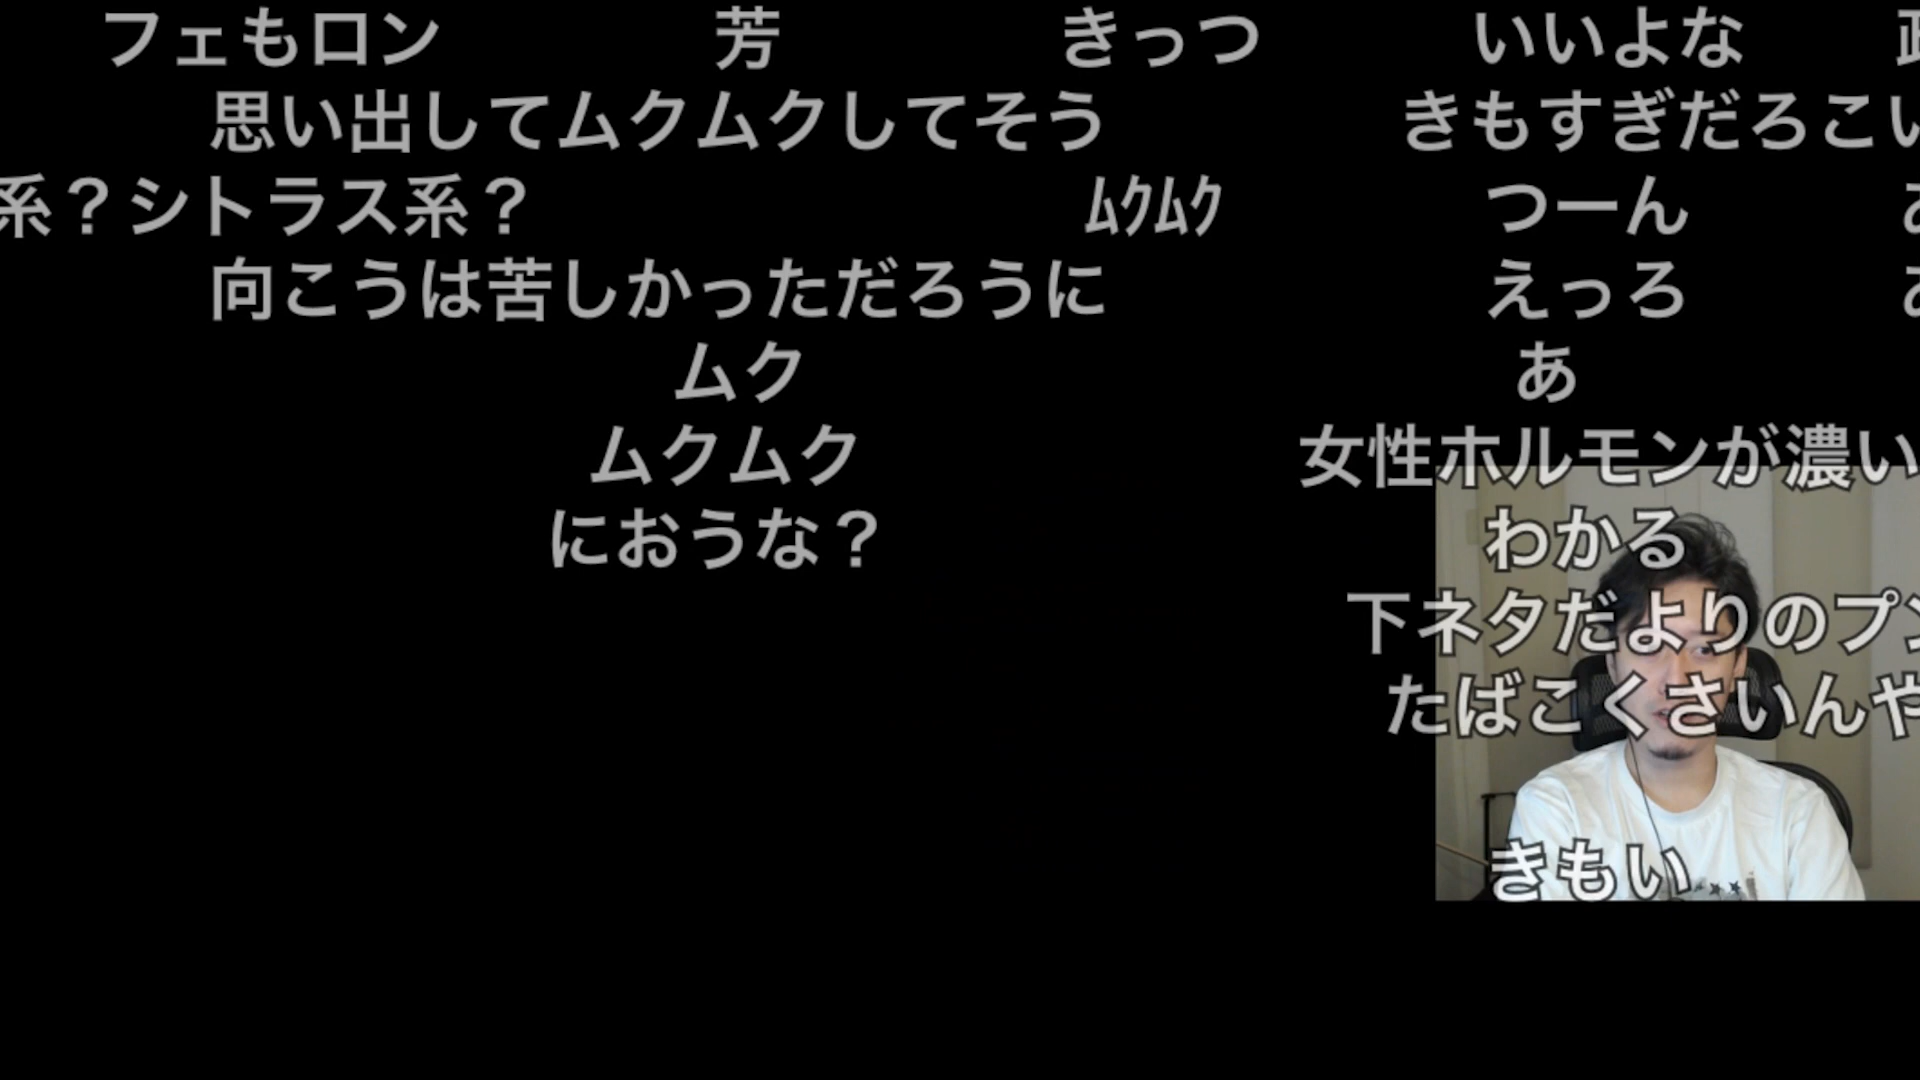 フェもロン 芳 きっつ いいよな
思い出してムクムクしてそう きもすぎだろこい
系？シトラス系？ ﾑｸﾑｸ つーん
向こうは苦しかっただろうに えっろ
ムク あ
ムクムク 女性ホルモンが濃い
におうな？ わかる
下ネタだよりのプン
たばこくさいんや
きもい